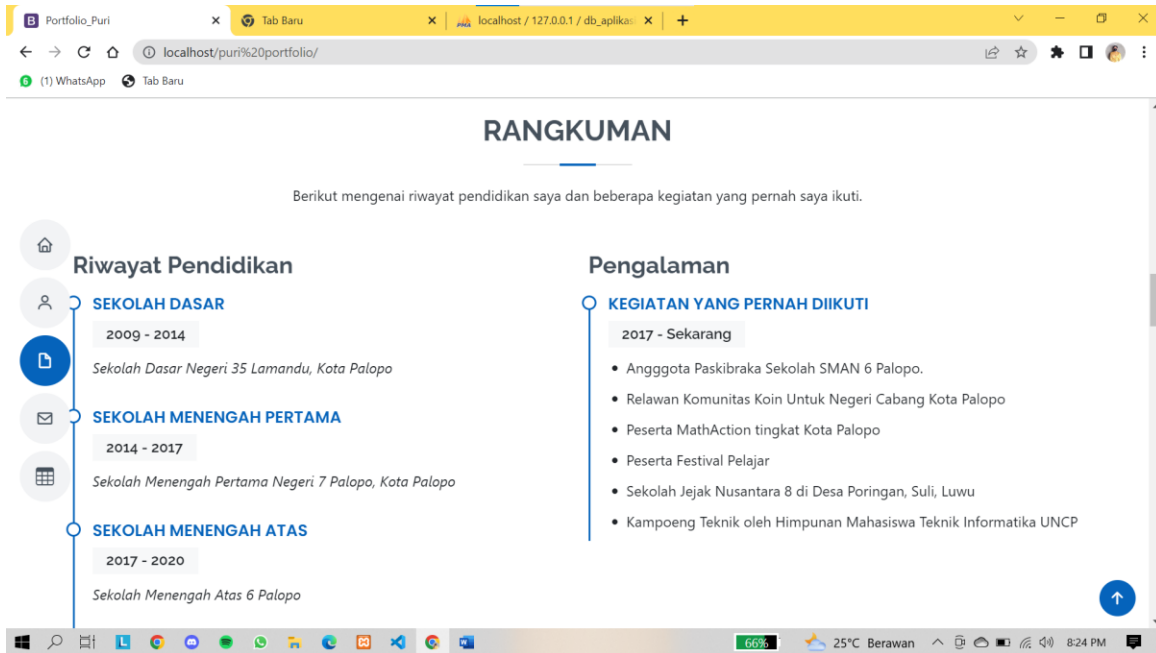 Portfolio_Puri
Tab Baru
localhost / 127.0.0.1 / db_aplikasi
localhost/puri%20portfolio/
(1) WhatsApp
Tab Baru
RANGKUMAN
Berikut mengenai riwayat pendidikan saya dan beberapa kegiatan yang pernah saya ikuti.
Riwayat Pendidikan
SEKOLAH DASAR
2009 - 2014
Sekolah Dasar Negeri 35 Lamandu, Kota Palopo
SEKOLAH MENENGAH PERTAMA
2014 - 2017
Sekolah Menengah Pertama Negeri 7 Palopo, Kota Palopo
SEKOLAH MENENGAH ATAS
2017 - 2020
Sekolah Menengah Atas 6 Palopo
Pengalaman
KEGIATAN YANG PERNAH DIIKUTI
2017 - Sekarang
Angggota Paskibraka Sekolah SMAN 6 Palopo.
Relawan Komunitas Koin Untuk Negeri Cabang Kota Palopo
Peserta MathAction tingkat Kota Palopo
Peserta Festival Pelajar
Sekolah Jejak Nusantara 8 di Desa Poringan, Suli, Luwu
Kampoeng Teknik oleh Himpunan Mahasiswa Teknik Informatika UNCP
66%
25°C Berawan
8:24 PM